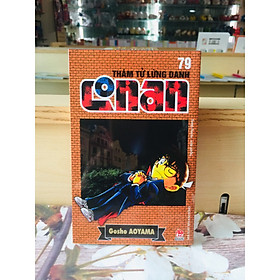 79
THÁM TỬ LỪNG DANH
CONAN
Gosho AOYAMA